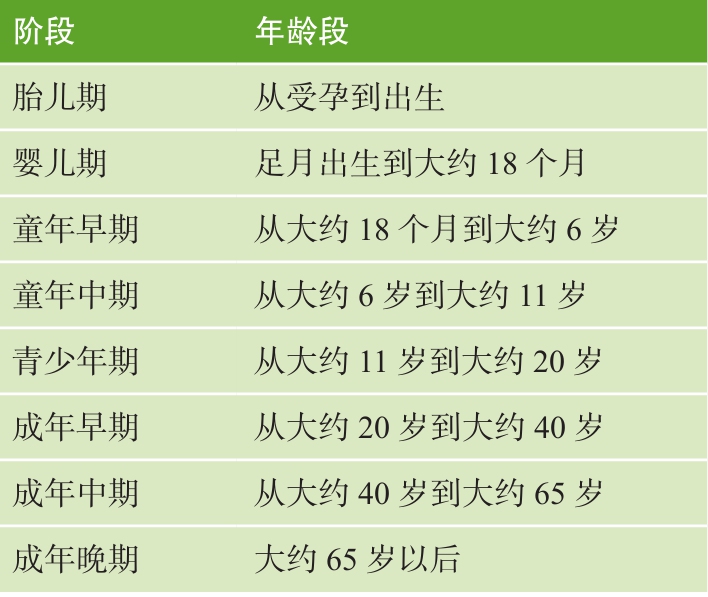 阶段 年龄段
胎儿期 从受孕到出生
婴儿期 足月出生到大约 18 个月
童年早期 从大约 18 个月到大约 6 岁
童年中期 从大约 6 岁到大约 11 岁
青少年期 从大约 11 岁到大约 20 岁
成年早期 从大约 20 岁到大约 40 岁
成年中期 从大约 40 岁到大约 65 岁
成年晚期 大约 65 岁以后